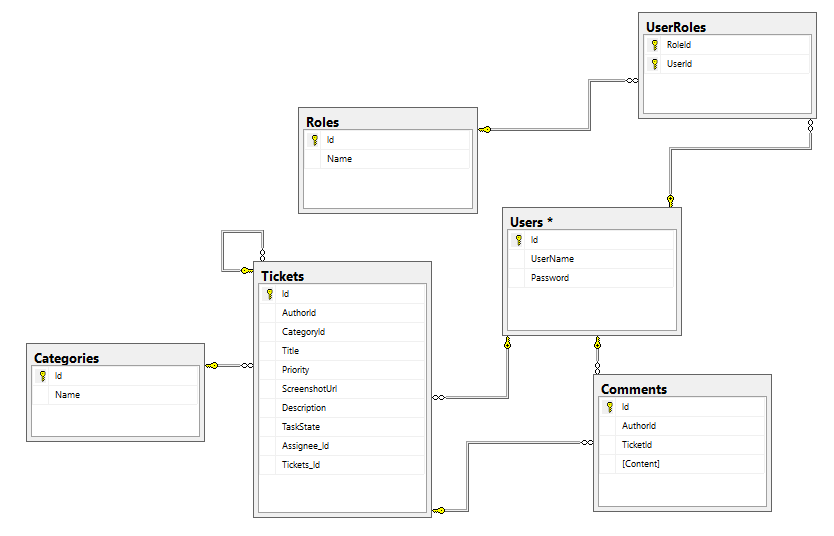 UserRoles
RoleId
UserId
Roles
Id
Name
Users *
Id
UserName
Password
Tickets
Id
AuthorId
CategoryId
Title
Priority
ScreenshotUrl
Description
TaskState
Assignee_Id
Tickets_Id
Categories
Id
Name
Comments
Id
AuthorId
TicketId
[Content]